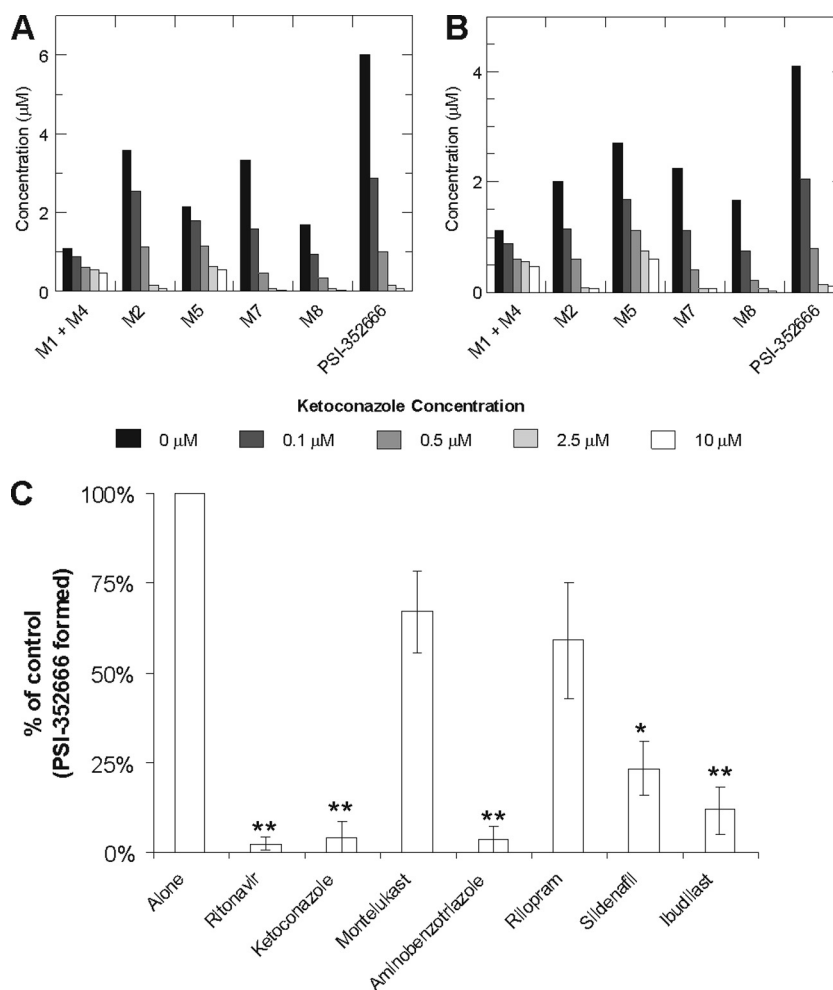 A
Concentration (μM)
6
4
2
0
M1 + M4
M2
M5
M7
M8
PSI-352666
B
Concentration (μM)
4
2
0
M1 + M4
M2
M5
M7
M8
PSI-352666
Ketoconazole Concentration
0 μM
0.1 μM
0.5 μM
2.5 μM
10 μM
C
% of control
(PSI-352666 formed)
100%
75%
50%
25%
0%
**
**
**
*
**
Alone
Ritonavir
Ketoconazole
Montelukast
Aminobenzotriazole
Rilopram
Sildenafil
Ibudilast